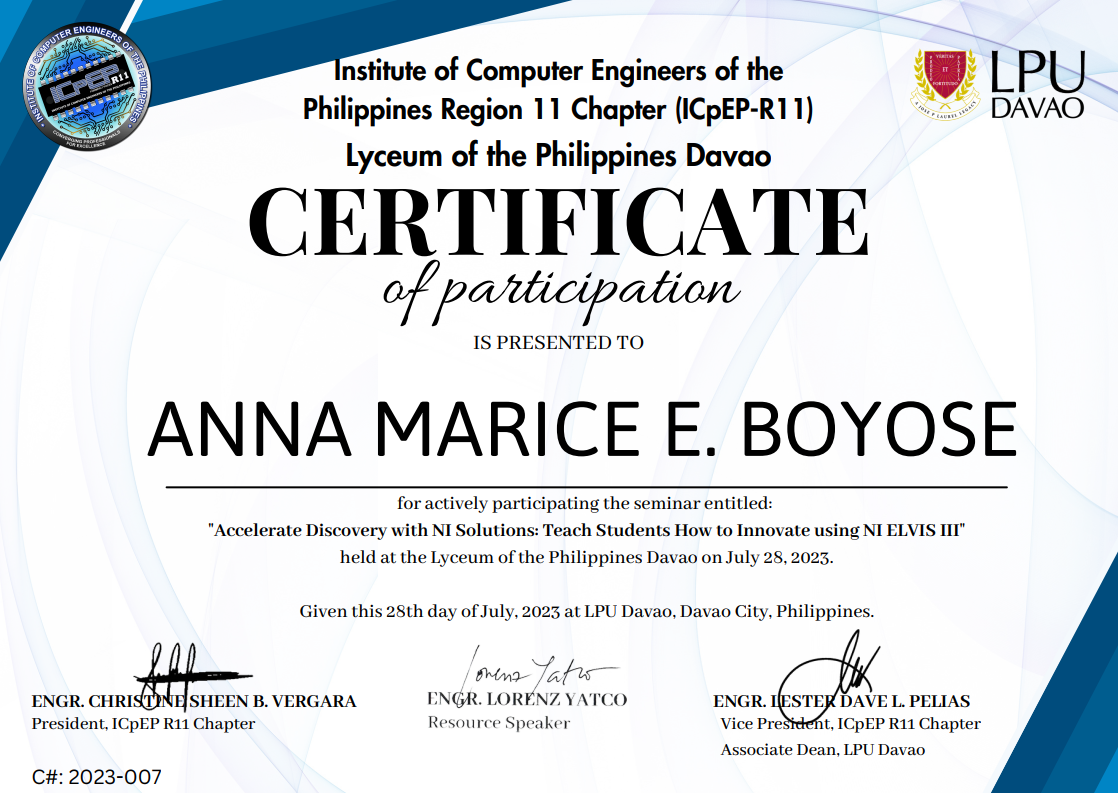 INSTITUTE OF COMPUTER ENGINEERS OF THE PHILIPPINES
ICpEP R11
CONVERGING PROFESSIONALS FOR EXCELLENCE
VERITAS
ET
FORTITUDO
A JOSE P LAUREL LEGACY
LPU
DAVAO
Institute of Computer Engineers of the
Philippines Region 11 Chapter (ICpEP-R11)
Lyceum of the Philippines Davao
CERTIFICATE
of participation
IS PRESENTED TO
ANNA MARICE E. BOYOSE
for actively participating the seminar entitled:
"Accelerate Discovery with NI Solutions: Teach Students How to Innovate using NI ELVIS III"
held at the Lyceum of the Philippines Davao on July 28, 2023.
Given this 28th day of July, 2023 at LPU Davao, Davao City, Philippines.
Lorenz Yatco
ENGR. CHRISTINE SHEEN B. VERGARA
President, ICpEP R11 Chapter
ENGR. LORENZ YATCO
Resource Speaker
ENGR. LESTER DAVE L. PELIAS
Vice President, ICpEP R11 Chapter
Associate Dean, LPU Davao
C#: 2023-007